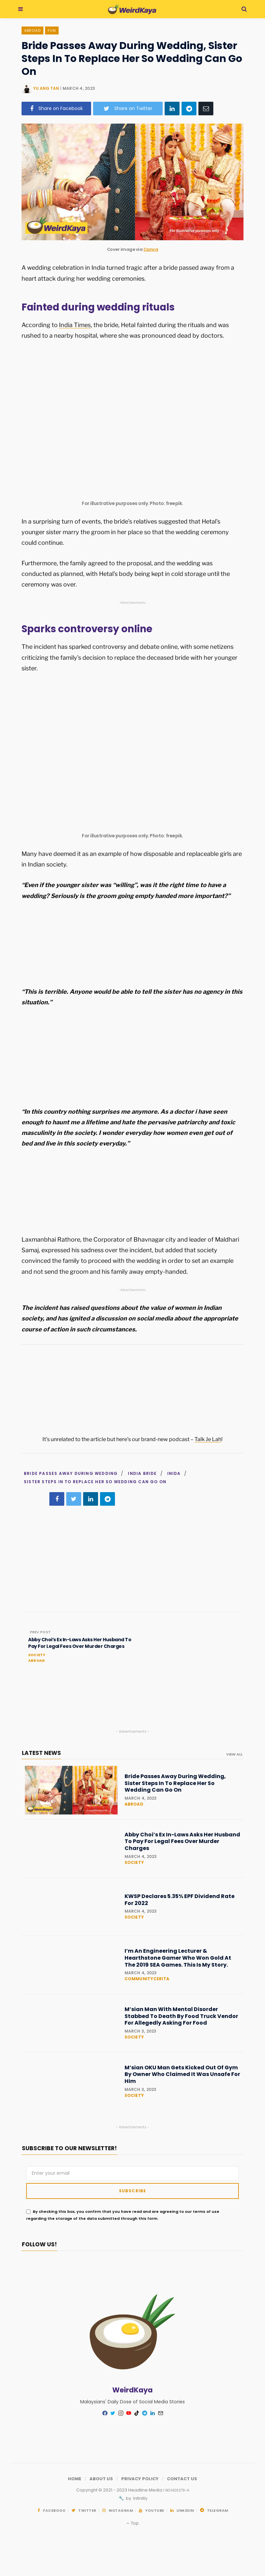 WeirdKaya
ABROAD FUN
Bride Passes Away During Wedding, Sister
Steps In To Replace Her So Wedding Can Go
On
YU ANG TAN | MARCH 4, 2023
Share on Facebook Share on Twitter
WeirdKaya
For illustrative purposes only
Cover image via Canva
A wedding celebration in India turned tragic after a bride passed away from a
heart attack during her wedding ceremonies.
Fainted during wedding rituals
According to India Times, the bride, Hetal fainted during the rituals and was
rushed to a nearby hospital, where she was pronounced dead by doctors.
For illustrative purposes only. Photo: freepik.
In a surprising turn of events, the bride's relatives suggested that Hetal's
younger sister marry the groom in her place so that the wedding ceremony
could continue.
Furthermore, the family agreed to the proposal, and the wedding was
conducted as planned, with Hetal's body being kept in cold storage until the
ceremony was over.
- Advertisements -
Sparks controversy online
The incident has sparked controversy and debate online, with some netizens
criticizing the family's decision to replace the deceased bride with her younger
sister.
For illustrative purposes only. Photo: freepik.
Many have deemed it as an example of how disposable and replaceable girls are
in Indian society.
"Even if the younger sister was "willing", was it the right time to have a
wedding? Seriously is the groom going empty handed more important?"
"This is terrible. Anyone would be able to tell the sister has no agency in this
situation."
"In this country nothing surprises me anymore. As a doctor i have seen
enough to haunt me a lifetime and hate the pervasive patriarchy and toxic
masculinity in the society. I wonder everyday how women even get out of
bed and live in this society everyday."
Laxmanbhai Rathore, the Corporator of Bhavnagar city and leader of Maldhari
Samaj, expressed his sadness over the incident, but added that society
convinced the family to proceed with the wedding in order to set an example
and not send the groom and his family away empty-handed.
- Advertisements -
The incident has raised questions about the value of women in Indian
society, and has ignited a discussion on social media about the appropriate
course of action in such circumstances.
It's unrelated to the article but here's our brand-new podcast – Talk Je Lah!
BRIDE PASSES AWAY DURING WEDDING / INDIA BRIDE / INIDA /
SISTER STEPS IN TO REPLACE HER SO WEDDING CAN GO ON
PREV POST
Abby Choi's Ex In-Laws Asks Her Husband To
Pay For Legal Fees Over Murder Charges
SOCIETY
ABROAD
- Advertisements -
LATEST NEWS
VIEW ALL
Bride Passes Away During Wedding,
Sister Steps In To Replace Her So
Wedding Can Go On
MARCH 4, 2023
ABROAD
Abby Choi's Ex In-Laws Asks Her Husband
To Pay For Legal Fees Over Murder
Charges
MARCH 4, 2023
SOCIETY
KWSP Declares 5.35% EPF Dividend Rate
For 2022
MARCH 4, 2023
SOCIETY
I'm An Engineering Lecturer &
Hearthstone Gamer Who Won Gold At
The 2019 SEA Games. This Is My Story.
MARCH 4, 2023
COMMUNITYCERITA
M'sian Man With Mental Disorder
Stabbed To Death By Food Truck Vendor
For Allegedly Asking For Food
MARCH 3, 2023
SOCIETY
M'sian OKU Man Gets Kicked Out Of Gym
By Owner Who Claimed It Was Unsafe For
Him
MARCH 3, 2023
SOCIETY
- Advertisements -
SUBSCRIBE TO OUR NEWSLETTER!
Enter your email
SUBSCRIBE
By checking this box, you confirm that you have read and are agreeing to our terms of use
regarding the storage of the data submitted through this form.
FOLLOW US!
WeirdKaya
Malaysians' Daily Dose of Social Media Stories
HOME ABOUT US PRIVACY POLICY CONTACT US
by Infinity
FACEBOOK TWITTER INSTAGRAM YOUTUBE LINKEDIN TELEGRAM
Top